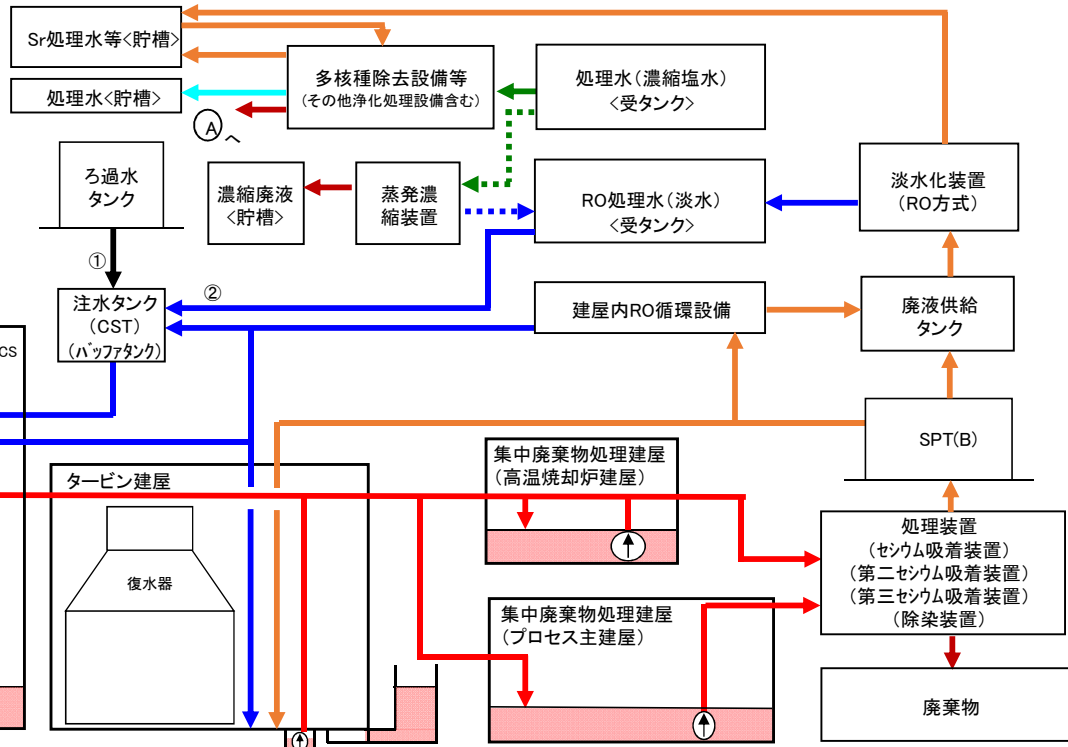 Sr処理水等<貯槽>
処理水<貯槽>
多核種除去設備等
(その他浄化処理設備含む)
処理水(濃縮塩水)
<受タンク>
A へ
ろ過水
タンク
濃縮廃液
<貯槽>
蒸発濃
縮装置
RO処理水(淡水)
<受タンク>
淡水化装置
(RO方式)
①
②
注水タンク
(CST)
(バッファタンク)
建屋内RO循環設備
廃液供給
タンク
CS
SPT(B)
タービン建屋
復水器
集中廃棄物処理建屋
(高温焼却炉建屋)
処理装置
(セシウム吸着装置)
(第二セシウム吸着装置)
(第三セシウム吸着装置)
(除染装置)
集中廃棄物処理建屋
(プロセス主建屋)
廃棄物